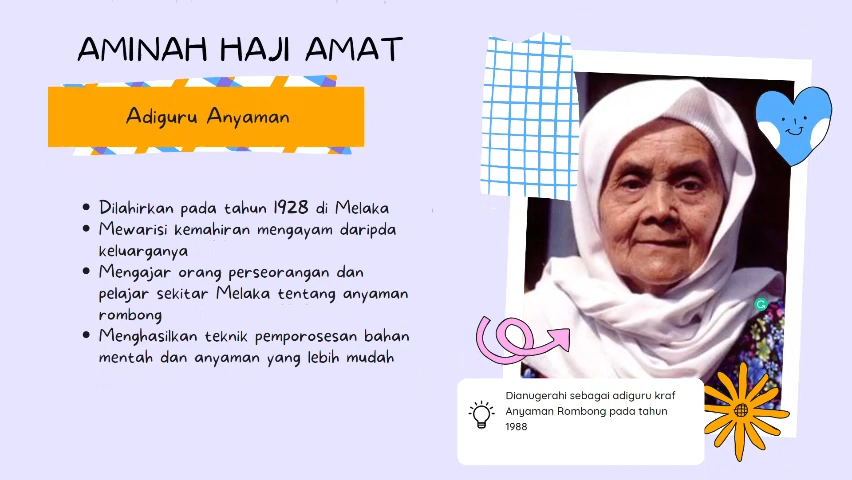 AMINAH HAJI AMAT
Adiguru Anyaman
• Dilahirkan pada tahun 1928 di Melaka
• Mewarisi kemahiran mengayam daripda
keluarganya
• Mengajar orang perseorangan dan
pelajar sekitar Melaka tentang anyaman
rombong
• Menghasilkan teknik pemporosesan bahan
mentah dan anyaman yang lebih mudah
Dianugerahi sebagai adiguru kraf
Anyaman Rombong pada tahun
1988